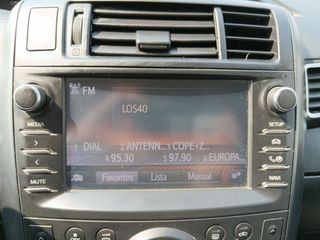 FM
LOS40
MEDIA
SETUP
1 DIAL 2 ANTENN... 3 COPE+Z...
4 95.30 5 97.90 6 EUROPA...
MUTE
NAVI
Favoritos Lista Manual